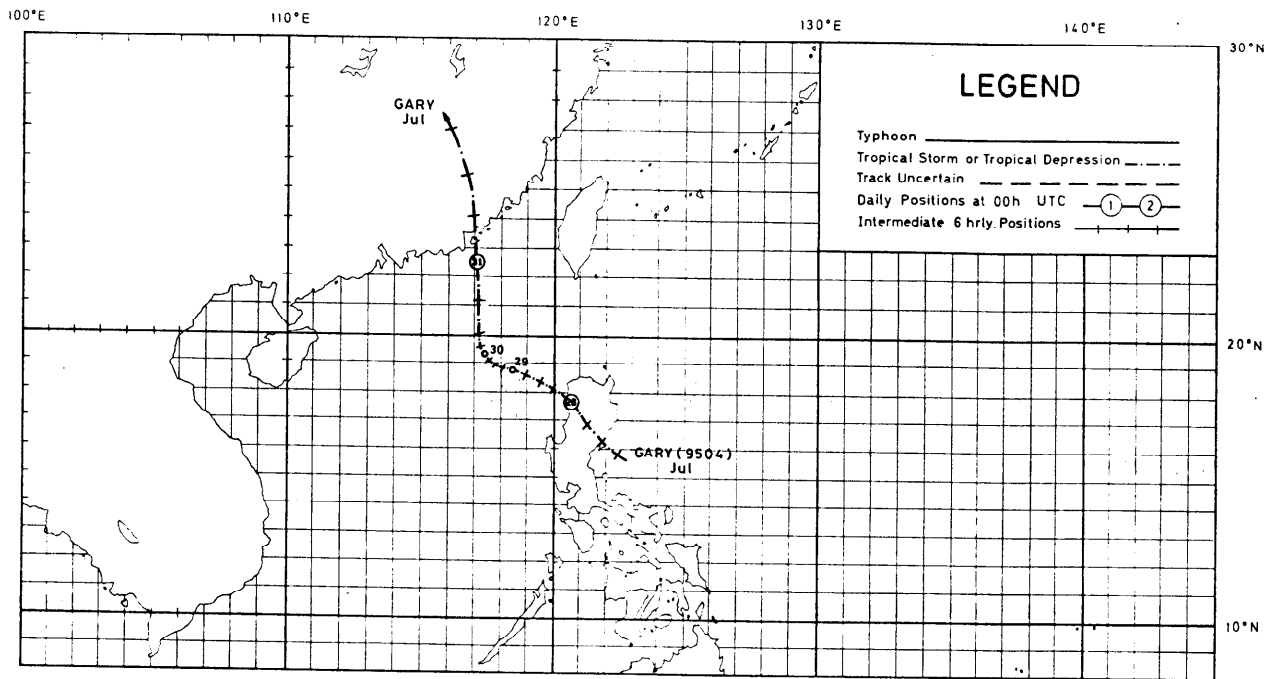 100°E 110°E 120°E 130°E 140°E
30°N
LEGEND
Typhoon
Tropical Storm or Tropical Depression
Track Uncertain
Daily Positions at 00h UTC 1 2
Intermediate 6 hrly. Positions
GARY
Jul
31
20°N
30
29
28
GARY (9504)
Jul
10°N